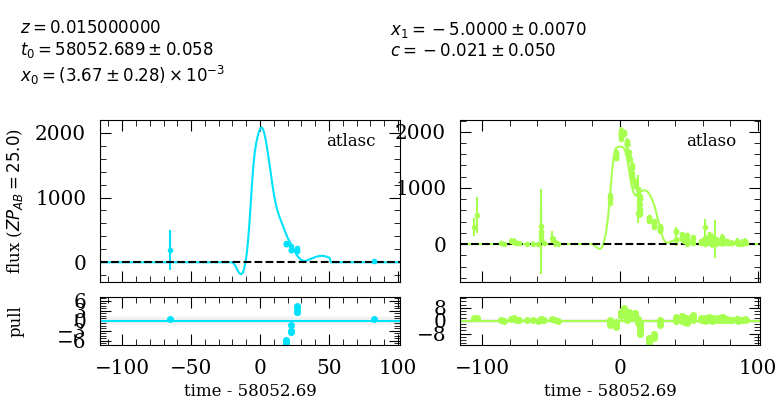 z = 0.015000000
t₀ = 58052.689 ± 0.058
x₀ = (3.67 ± 0.28) × 10⁻³
x₁ = −5.0000 ± 0.0070
c = −0.021 ± 0.050
flux (ZP_AB = 25.0)
2000
1000
0
atlasc
2000
1000
0
atlaso
pull
6
3
0
−3
−6
8
0
−8
−100 −50 0 50 100
time - 58052.69
−100 0 100
time - 58052.69